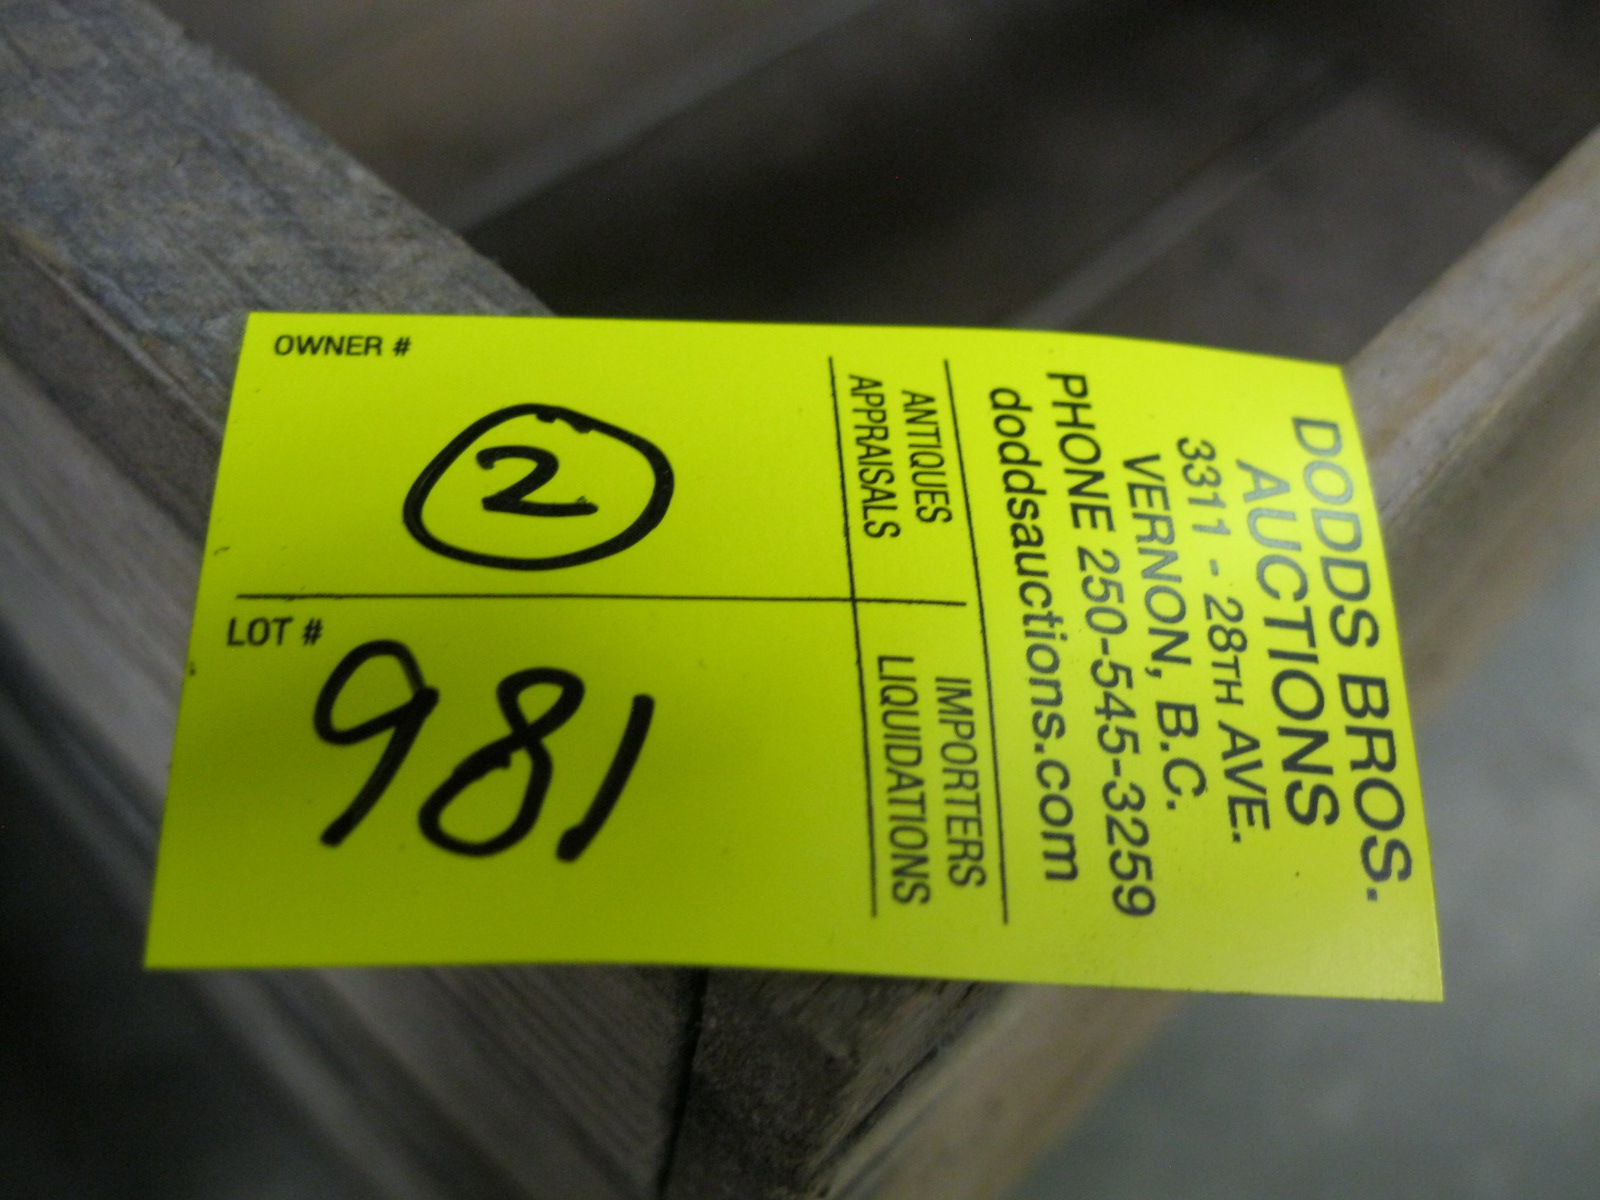 DODDS BROS.
AUCTIONS
3311 - 28TH AVE.
VERNON, B.C.
PHONE 250-545-3259
doddsauctions.com
ANTIQUES
APPRAISALS
IMPORTERS
LIQUIDATIONS
OWNER #
2
LOT #
981